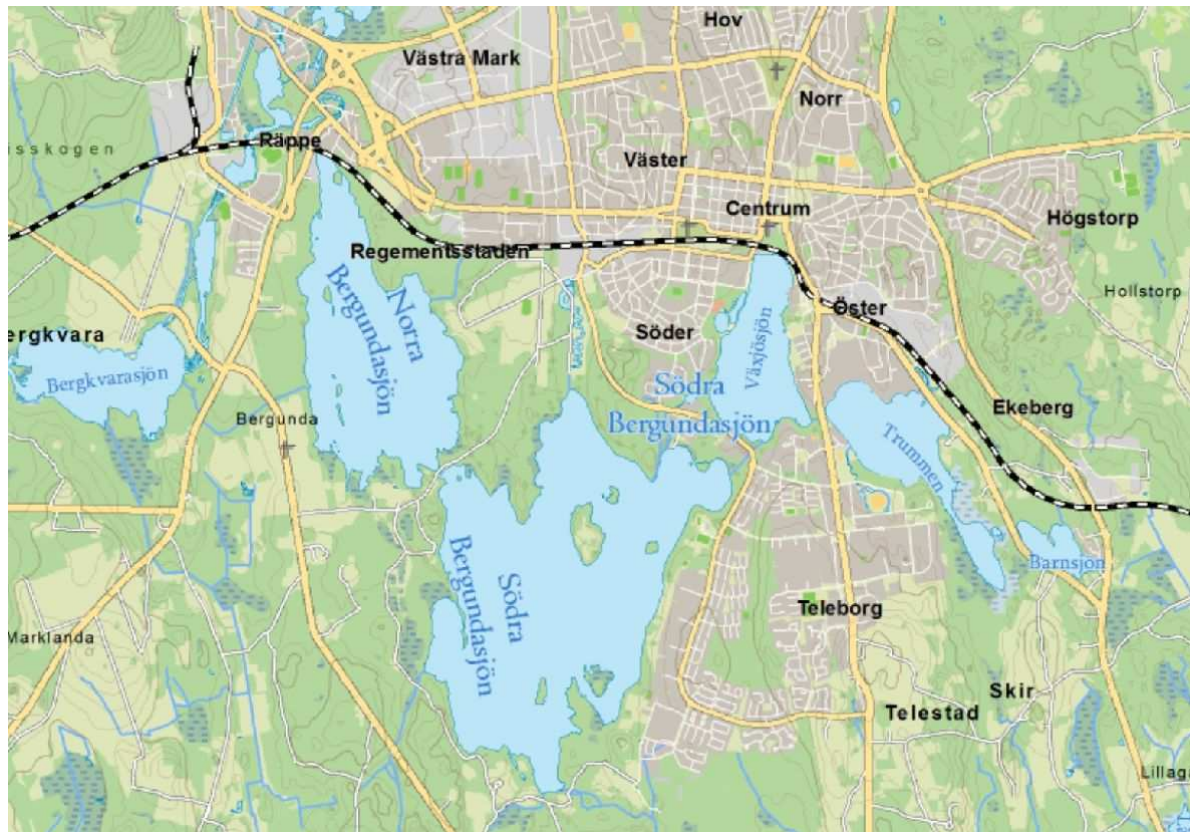 Hov
Västra Mark
Norr
Räppe
isskogen
Väster
Centrum
Högstorp
Regementsstaden
Norra
Bergundasjön
Hollstorp
Öster
Söder
Växjösjön
ergkvara
Bergkvarasjön
Södra
Bergundasjön
Bergunda
Ekeberg
Trummen
Södra
Bergundasjön
Barnsjön
Teleborg
Marklanda
Skir
Telestad
Lillaga